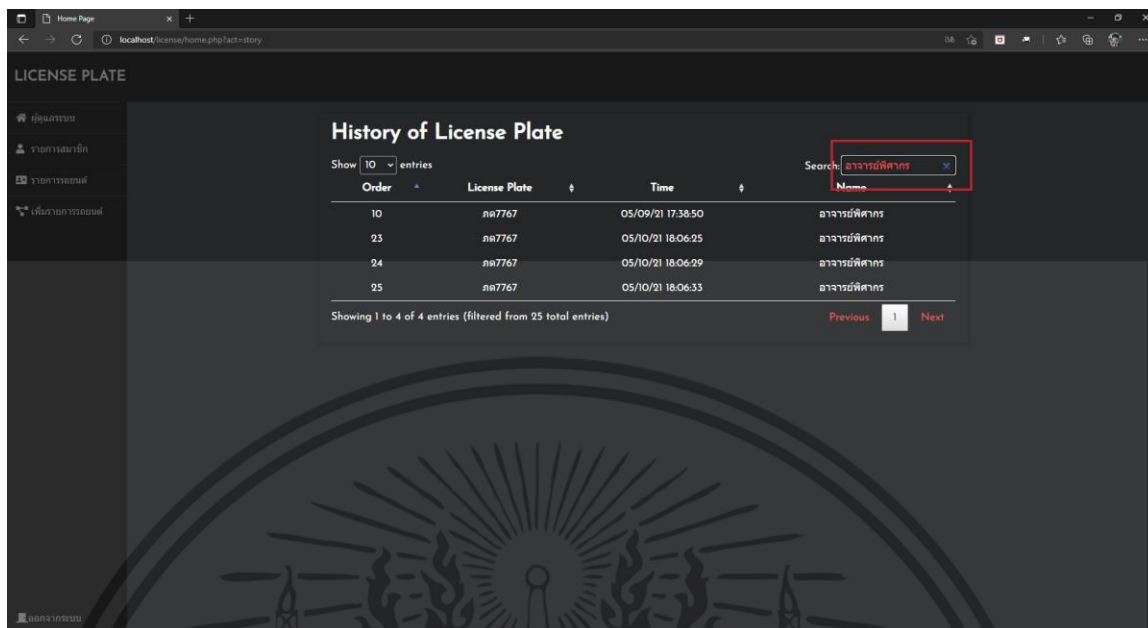 Home Page
localhost/license/home.php?act=story
LICENSE PLATE
ผู้ดูแลระบบ
รายการสมาชิก
รายการรถยนต์
เพิ่มรายการรถยนต์
ออกจากระบบ
History of License Plate
Show 10 entries
Search: อาจารย์พิศากร
Order License Plate Time Name
10 ภต7767 05/09/21 17:38:50 อาจารย์พิศากร
23 ภต7767 05/10/21 18:06:25 อาจารย์พิศากร
24 ภต7767 05/10/21 18:06:29 อาจารย์พิศากร
25 ภต7767 05/10/21 18:06:33 อาจารย์พิศากร
Showing 1 to 4 of 4 entries (filtered from 25 total entries)
Previous 1 Next